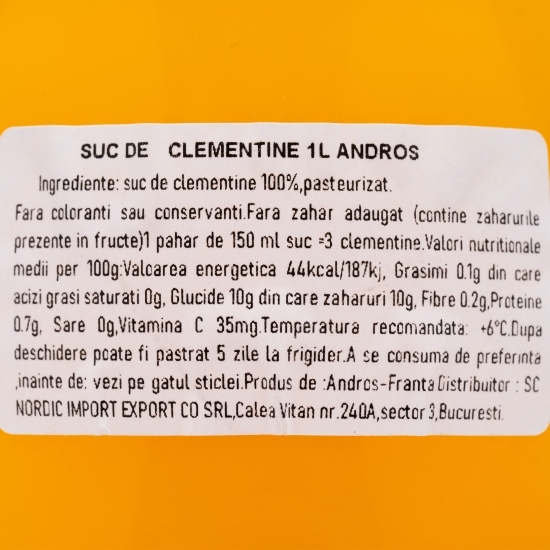 SUC DE CLEMENTINE 1L ANDROS
Ingrediente: suc de clementine 100%,pasteurizat.
Fara coloranti sau conservanti.Fara zahar adaugat (contine zaharurile
prezente in fructe)1 pahar de 150 ml suc =3 clementine.Valori nutritionale
medii per 100g:Valoarea energetica 44kcal/187kj, Grasimi 0.1g din care
acizi grasi saturati 0g, Glucide 10g din care zaharuri 10g, Fibre 0.2g,Proteine
0.7g, Sare 0g,Vitamina C 35mg.Temperatura recomandata: +6°C.Dupa
deschidere poate fi pastrat 5 zile la frigider.A se consuma de preferinta
,inainte de: vezi pe gatul sticlei.Produs de :Andros-Franta Distribuitor : SC
NORDIC IMPORT EXPORT CO SRL,Calea Vitan nr.240A,sector 3,Bucuresti.